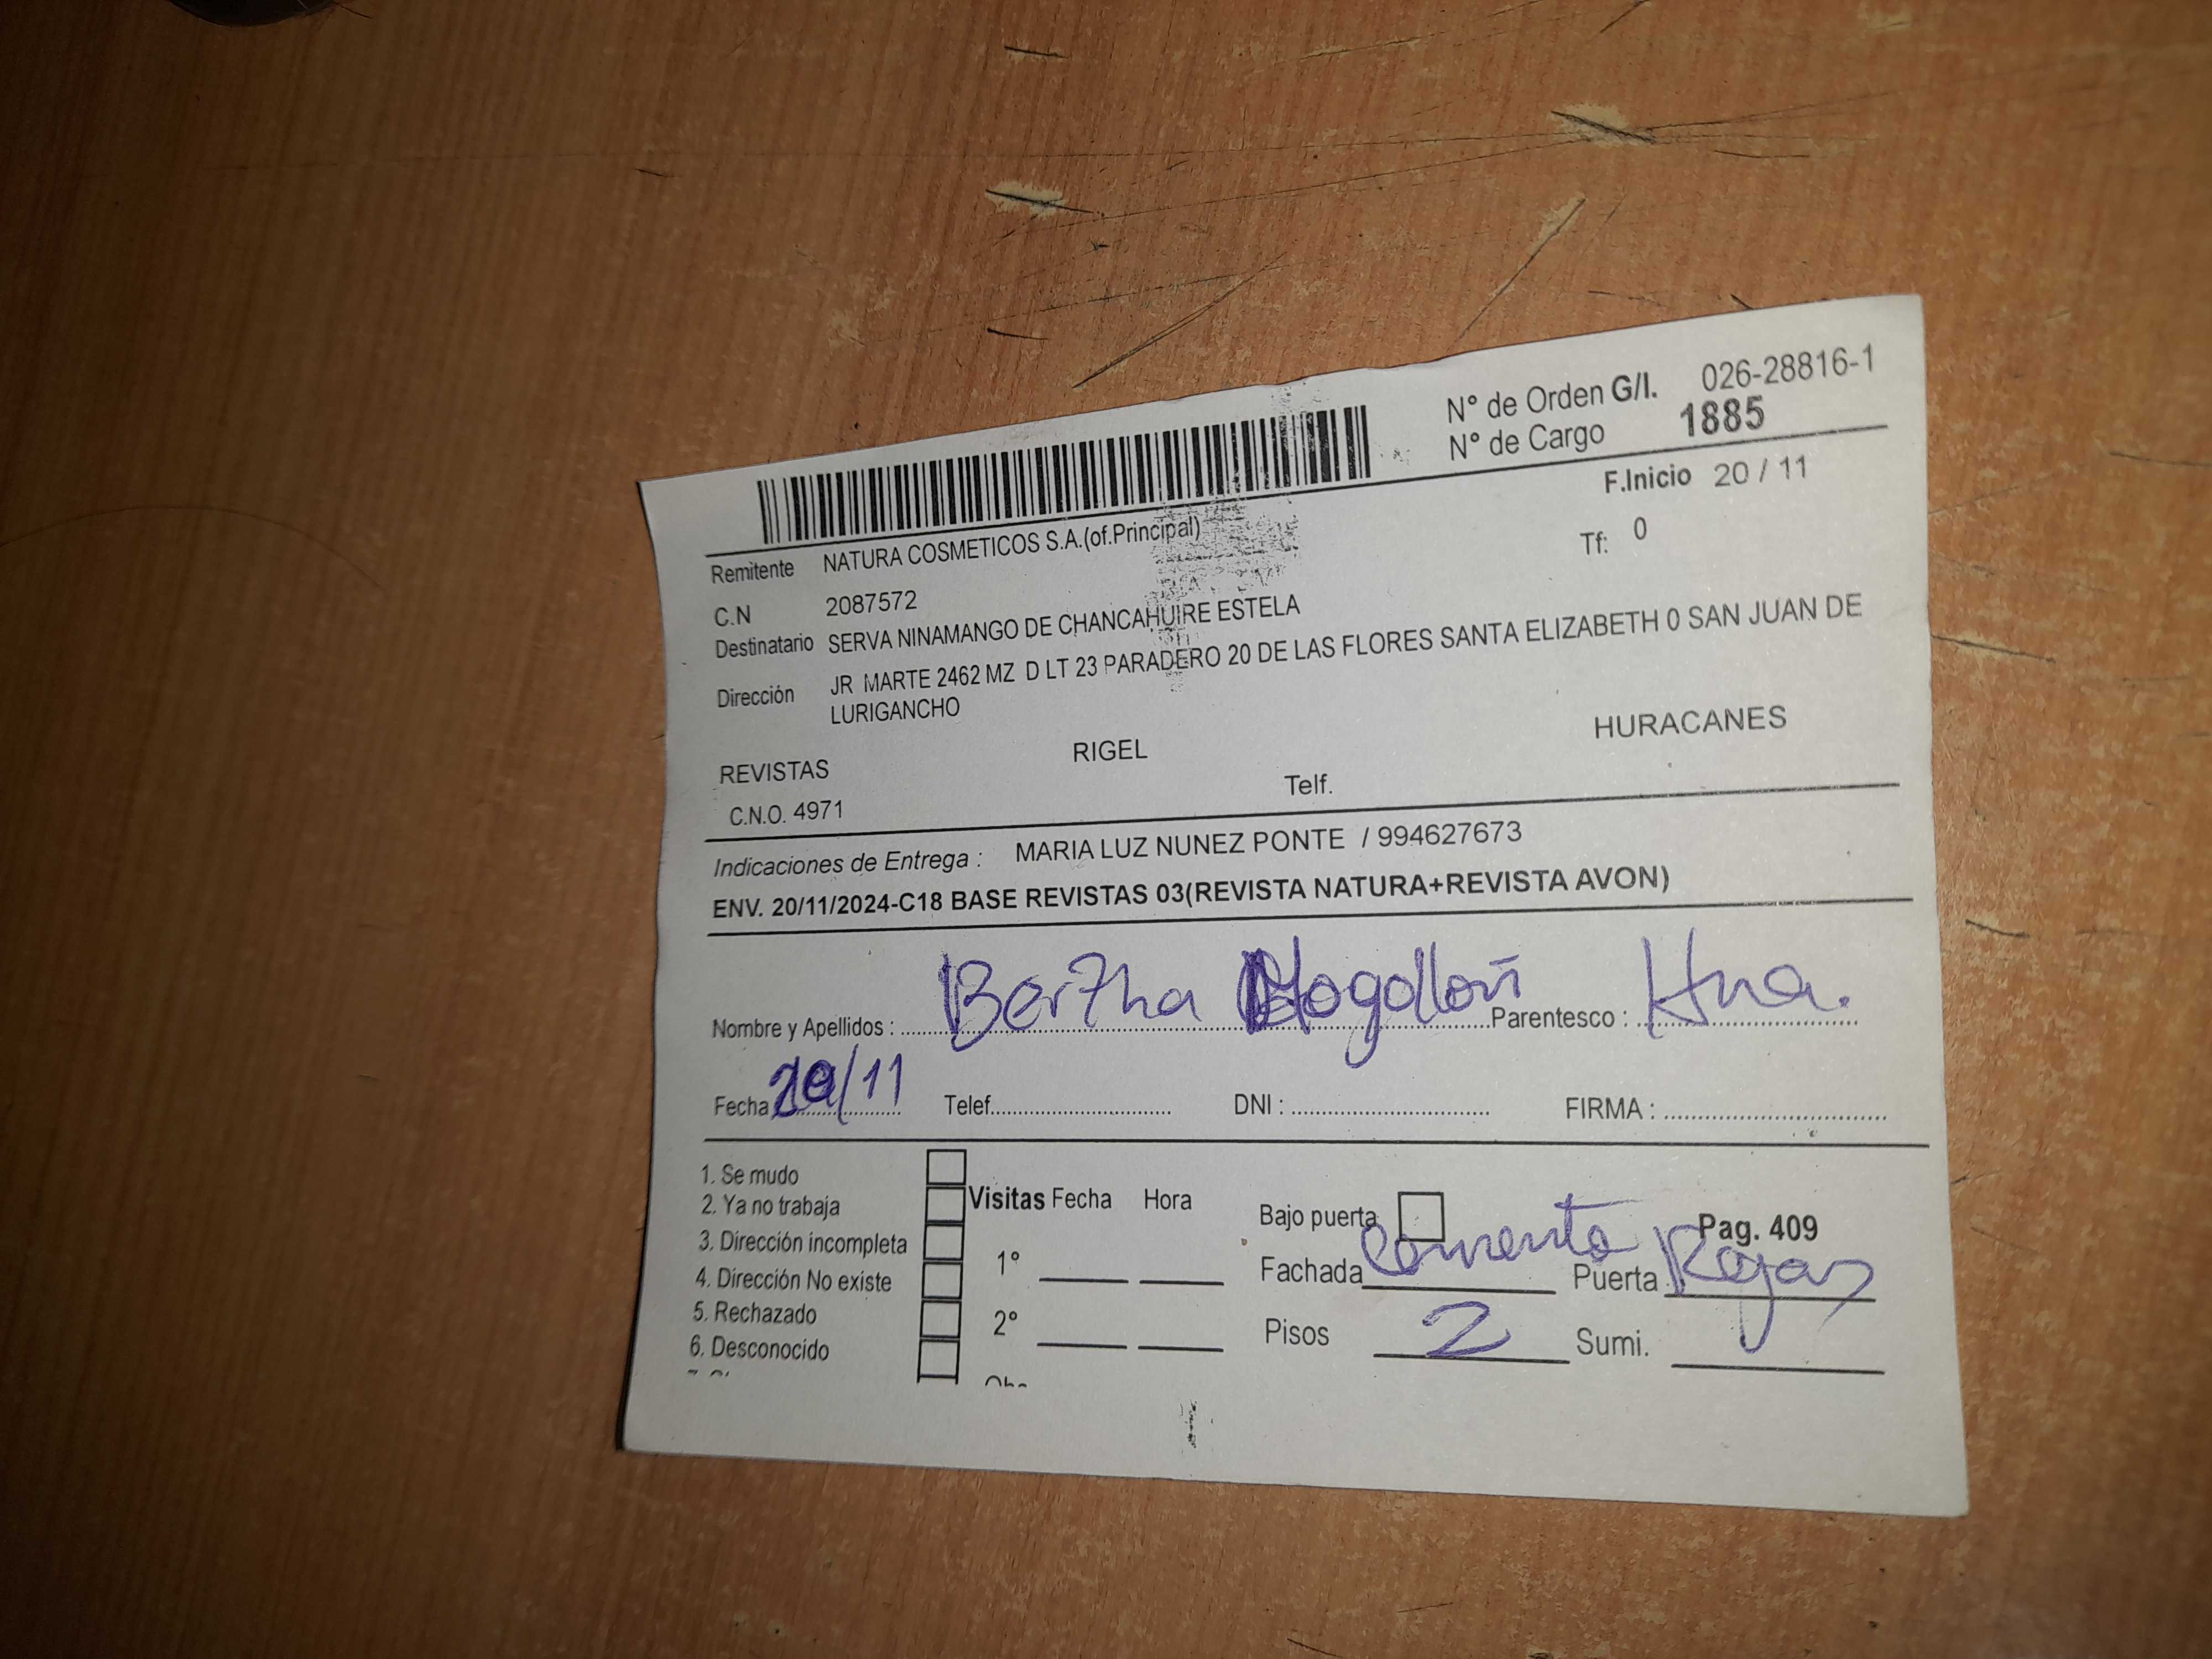 N° de Orden G/I. 026-28816-1
N° de Cargo 1885
F.Inicio 20 / 11
Remitente NATURA COSMETICOS S.A.(of.Principal)
Tf: 0
C.N 2087572
Destinatario SERVA NINAMANGO DE CHANCAHUIRE ESTELA
Dirección JR MARTE 2462 MZ D LT 23 PARADERO 20 DE LAS FLORES SANTA ELIZABETH 0 SAN JUAN DE
LURIGANCHO
REVISTAS RIGEL HURACANES
C.N.O. 4971 Telf.
Indicaciones de Entrega : MARIA LUZ NUNEZ PONTE / 994627673
ENV. 20/11/2024-C18 BASE REVISTAS 03(REVISTA NATURA+REVISTA AVON)
Nombre y Apellidos : Bertha Mogollon Parentesco : Hna.
Fecha 20/11 Telef. DNI : FIRMA :
1. Se mudo
2. Ya no trabaja
3. Dirección incompleta
4. Dirección No existe
5. Rechazado
6. Desconocido
Visitas Fecha Hora
1°
2°
Bajo puerta Pag. 409
Fachada Cemento Puerta Rejas
Pisos 2 Sumi.